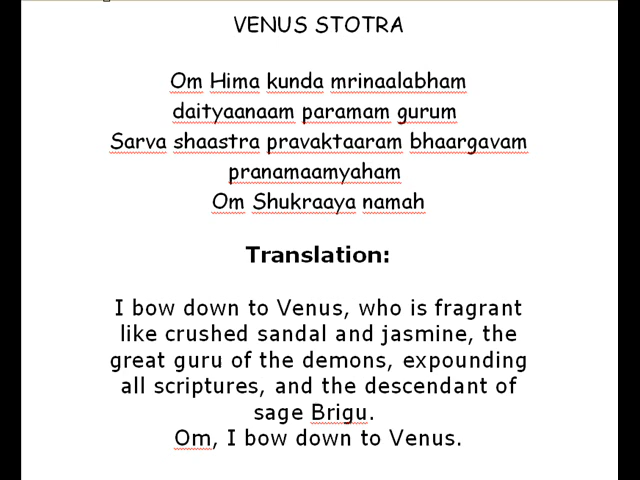 VENUS STOTRA
Om Hima kunda mrinaalabham
daityaanaam paramam gurum
Sarva shaastra pravaktaaram bhaargavam
pranamaamyaham
Om Shukraaya namah
Translation:
I bow down to Venus, who is fragrant
like crushed sandal and jasmine, the
great guru of the demons, expounding
all scriptures, and the descendant of
sage Brigu.
Om, I bow down to Venus.